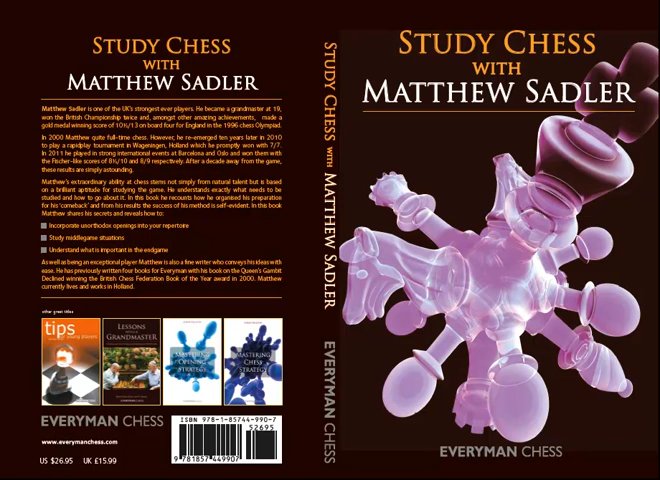 STUDY CHESS
WITH
MATTHEW SADLER
Matthew Sadler is one of the UK's strongest ever players. He became a grandmaster at 19,
won the British Championship twice and, amongst other amazing achievements, made a
gold medal winning score of 10½/13 on board four for England in the 1996 chess Olympiad.
In 2000 Matthew quite full-time chess. However, he re-emerged ten years later in 2010
to play a rapidplay tournament in Wageningen, Holland which he promptly won with 7/7.
In 2011 he played in strong international events at Barcelona and Oslo and won them with
the Fischer-like scores of 8½/10 and 8/9 respectively. After a decade away from the game,
these results are simply astounding.
Matthew's extraordinary ability at chess stems not simply from natural talent but is based
on a brilliant aptitude for studying the game. He understands exactly what needs to be
studied and how to go about it. In this book he recounts how he organised his preparation
for his 'comeback' and from his results the success of his method is self-evident. In this book
Matthew shares his secrets and reveals how to:
Incorporate unorthodox openings into your repertoire
Study middlegame situations
Understand what is important in the endgame
As well as being an exceptional player Matthew is also a fine writer who conveys his ideas with
ease. He has previously written four books for Everyman with his book on the Queen's Gambit
Declined winning the British Chess Federation Book of the Year award in 2000. Matthew
currently lives and works in Holland.
other great titles
tips
young players
LESSONS
GRANDMASTER
MASTERING
OPENING
STRATEGY
MASTERING
CHESS
STRATEGY
EVERYMAN CHESS
www.everymanchess.com
US $26.95 UK £15.99
ISBN 978-1-85744-990-7
52695
9 781857 449907
STUDY CHESS WITH MATTHEW SADLER
EVERYMAN CHESS
STUDY CHESS
WITH
MATTHEW SADLER
EVERYMAN CHESS